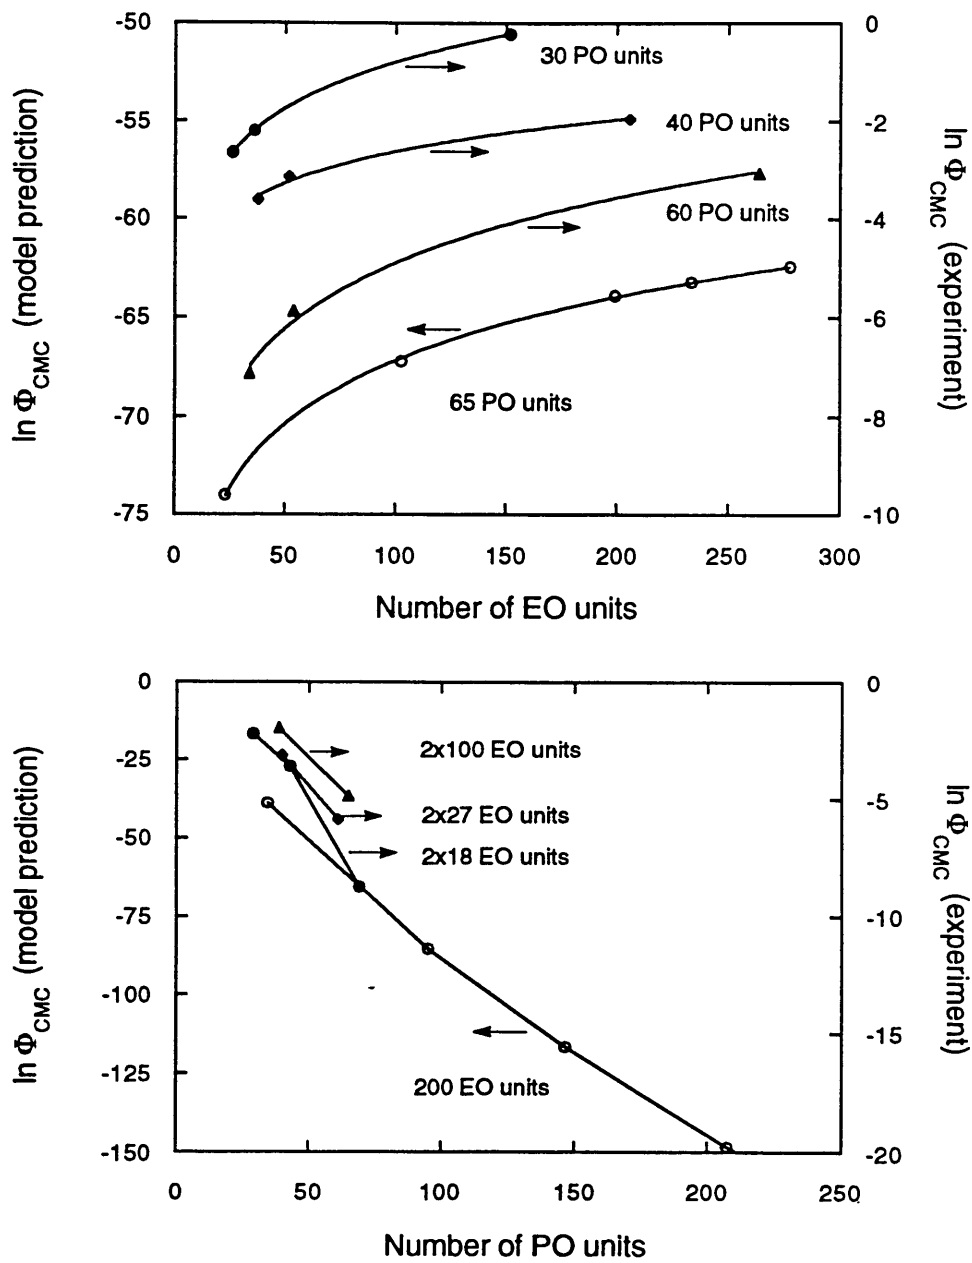 -50
-55
-60
-65
-70
-75
ln Φ CMC (model prediction)
30 PO units
40 PO units
60 PO units
65 PO units
0
-2
-4
-6
-8
-10
ln Φ CMC (experiment)
0 50 100 150 200 250 300
Number of EO units
0
-25
-50
-75
-100
-125
-150
ln Φ CMC (model prediction)
2x100 EO units
2x27 EO units
2x18 EO units
200 EO units
0
-5
-10
-15
-20
ln Φ CMC (experiment)
0 50 100 150 200 250
Number of PO units